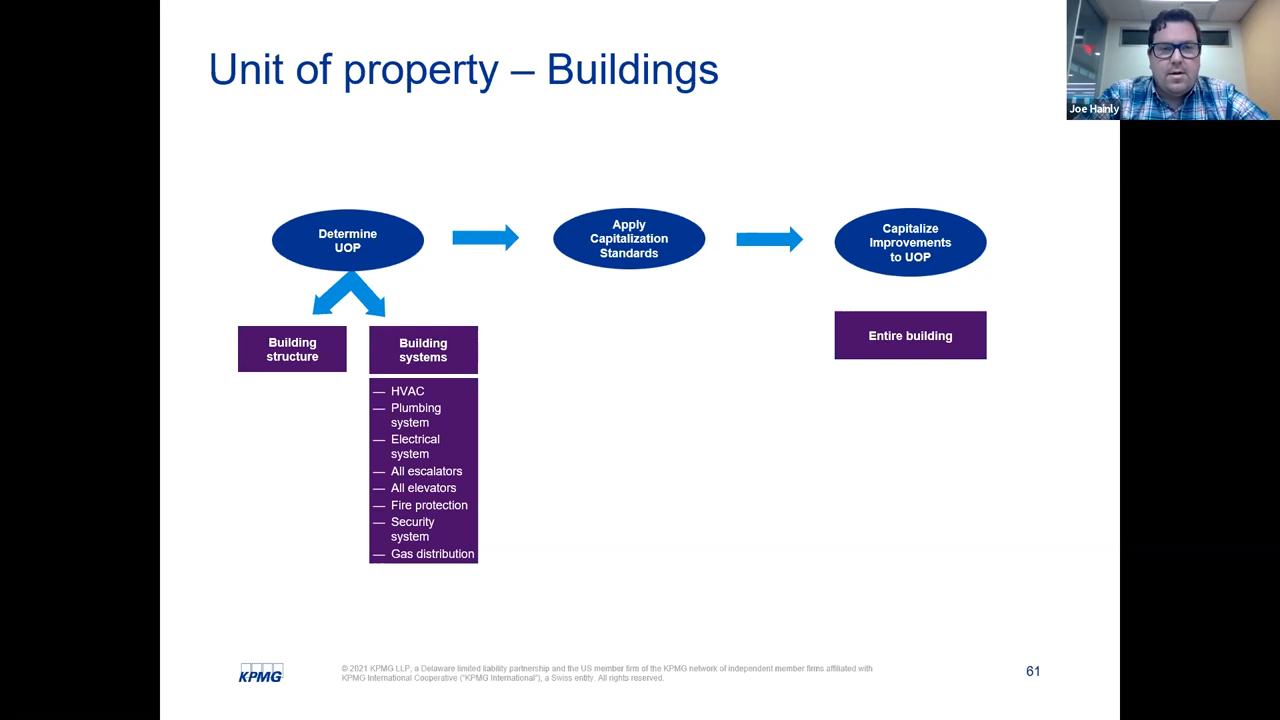 Unit of property – Buildings
Joe Hainly
Determine
UOP
Apply
Capitalization
Standards
Capitalize
Improvements
to UOP
Building
structure
Building
systems
Entire building
— HVAC
— Plumbing
system
— Electrical
system
— All escalators
— All elevators
— Fire protection
— Security
system
— Gas distribution
KPMG
© 2021 KPMG LLP, a Delaware limited liability partnership and the US member firm of the KPMG network of independent member firms affiliated with
KPMG International Cooperative ("KPMG International"), a Swiss entity. All rights reserved.
61